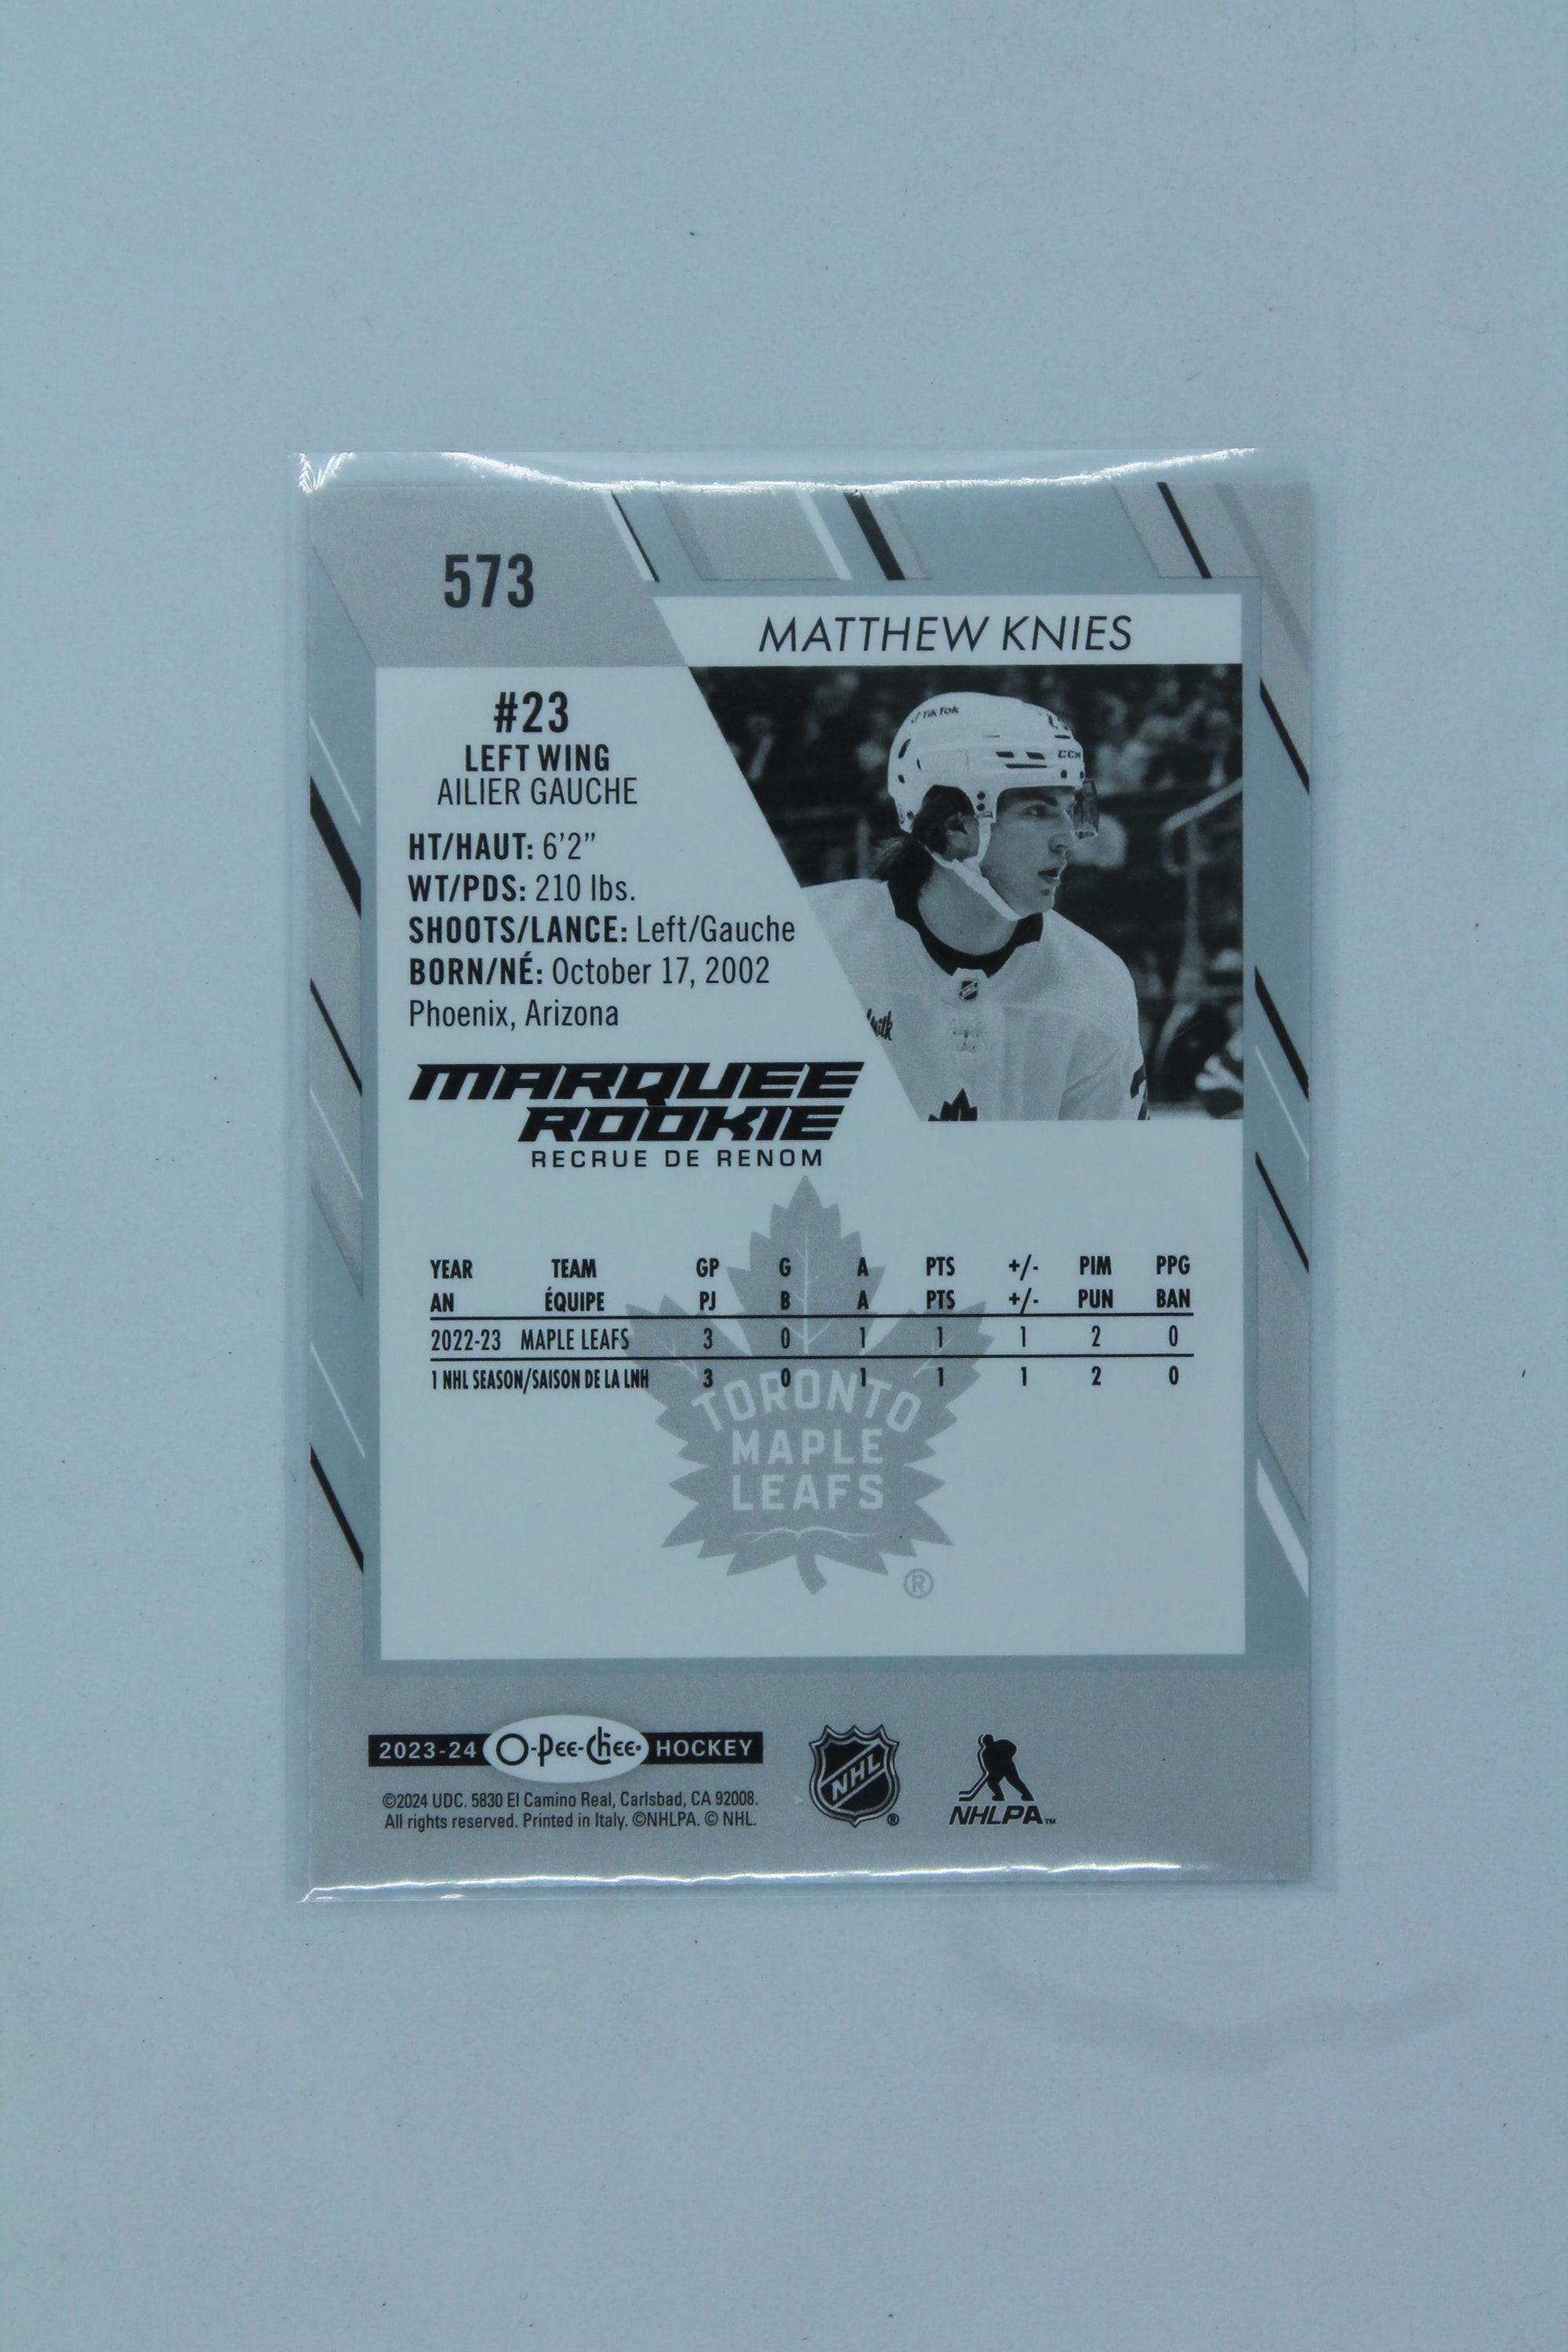 573
MATTHEW KNIES
#23
LEFT WING
AILIER GAUCHE
HT/HAUT: 6'2"
WT/PDS: 210 lbs.
SHOOTS/LANCE: Left/Gauche
BORN/NÉ: October 17, 2002
Phoenix, Arizona
TikTok
CCM
MARQUEE
ROOKIE
RECRUE DE RENOM
YEAR TEAM GP G A PTS +/- PIM PPG
AN ÉQUIPE PJ B A PTS +/- PUN BAN
2022-23 MAPLE LEAFS 3 0 1 1 1 2 0
1 NHL SEASON/SAISON DE LA LNH 3 0 1 1 1 2 0
TORONTO
MAPLE
LEAFS
®
2023-24 O-Pee-Chee HOCKEY
©2024 UDC. 5830 El Camino Real, Carlsbad, CA 92008.
All rights reserved. Printed in Italy. ©NHLPA. © NHL.
NHL ®
NHLPA™